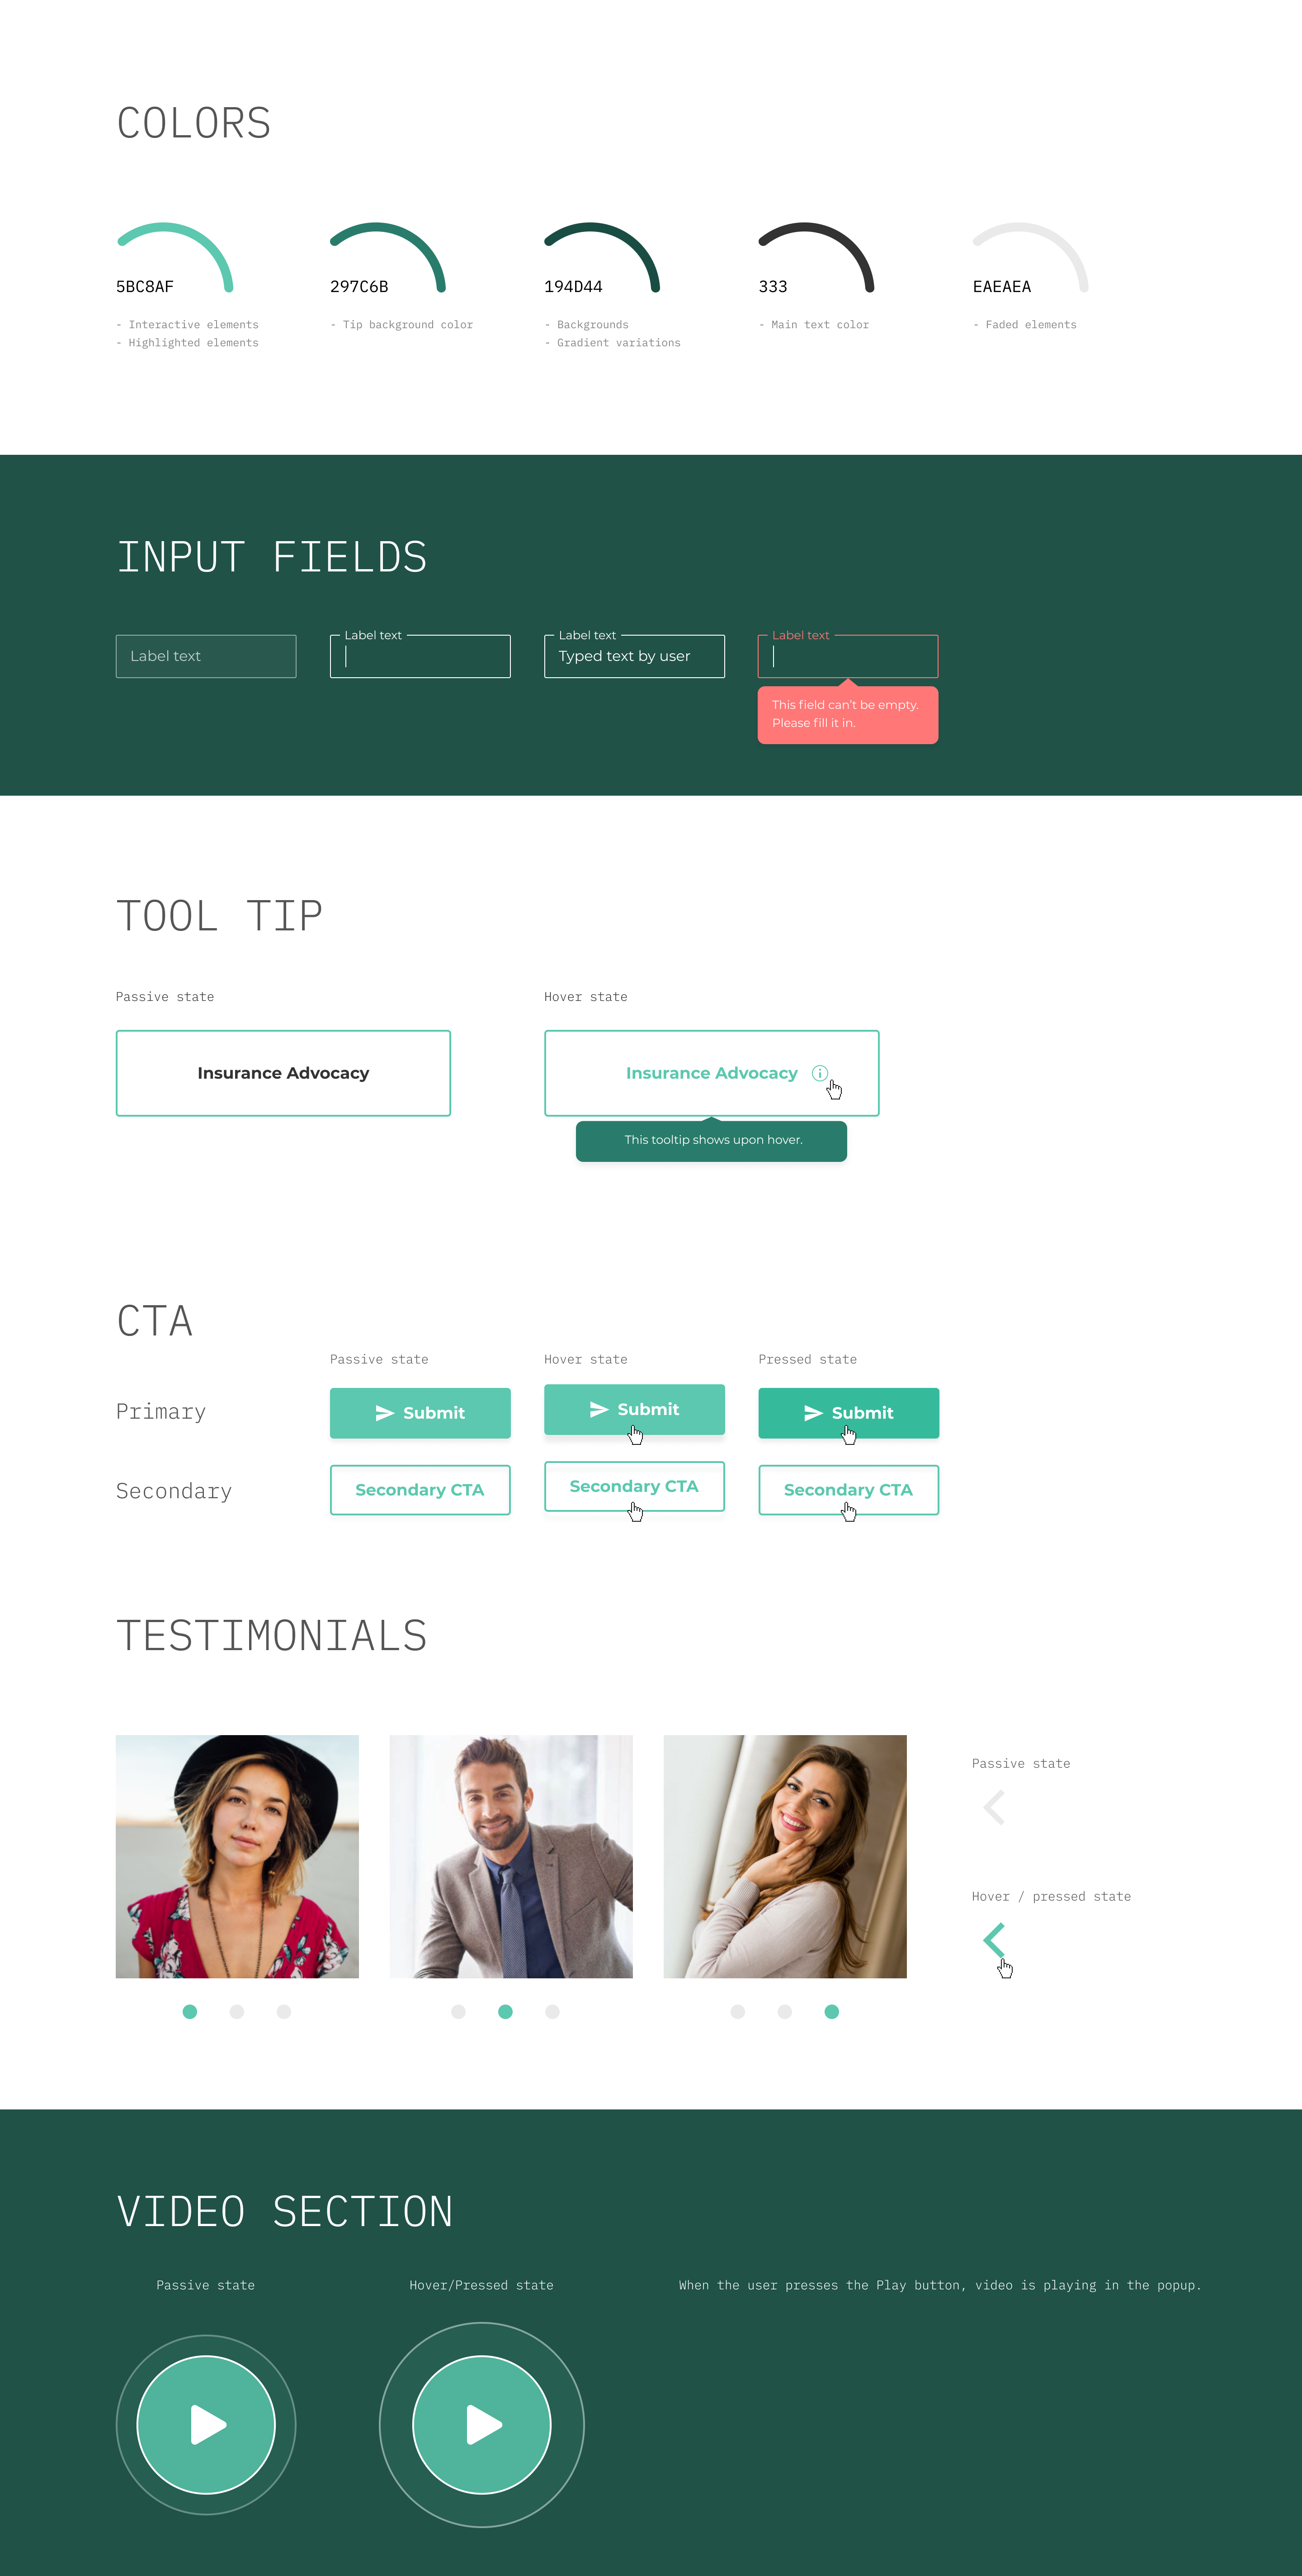 COLORS
5BC8AF
297C6B
194D44
333
EAEAEA
- Interactive elements
- Highlighted elements
- Tip background color
- Backgrounds
- Gradient variations
- Main text color
- Faded elements
INPUT FIELDS
Label text
Label text
Label text
Typed text by user
Label text
This field can't be empty.
Please fill it in.
TOOL TIP
Passive state
Hover state
Insurance Advocacy
Insurance Advocacy
This tooltip shows upon hover.
CTA
Passive state
Hover state
Pressed state
Primary
Submit
Submit
Submit
Secondary
Secondary CTA
Secondary CTA
Secondary CTA
TESTIMONIALS
Passive state
Hover / pressed state
VIDEO SECTION
Passive state
Hover/Pressed state
When the user presses the Play button, video is playing in the popup.